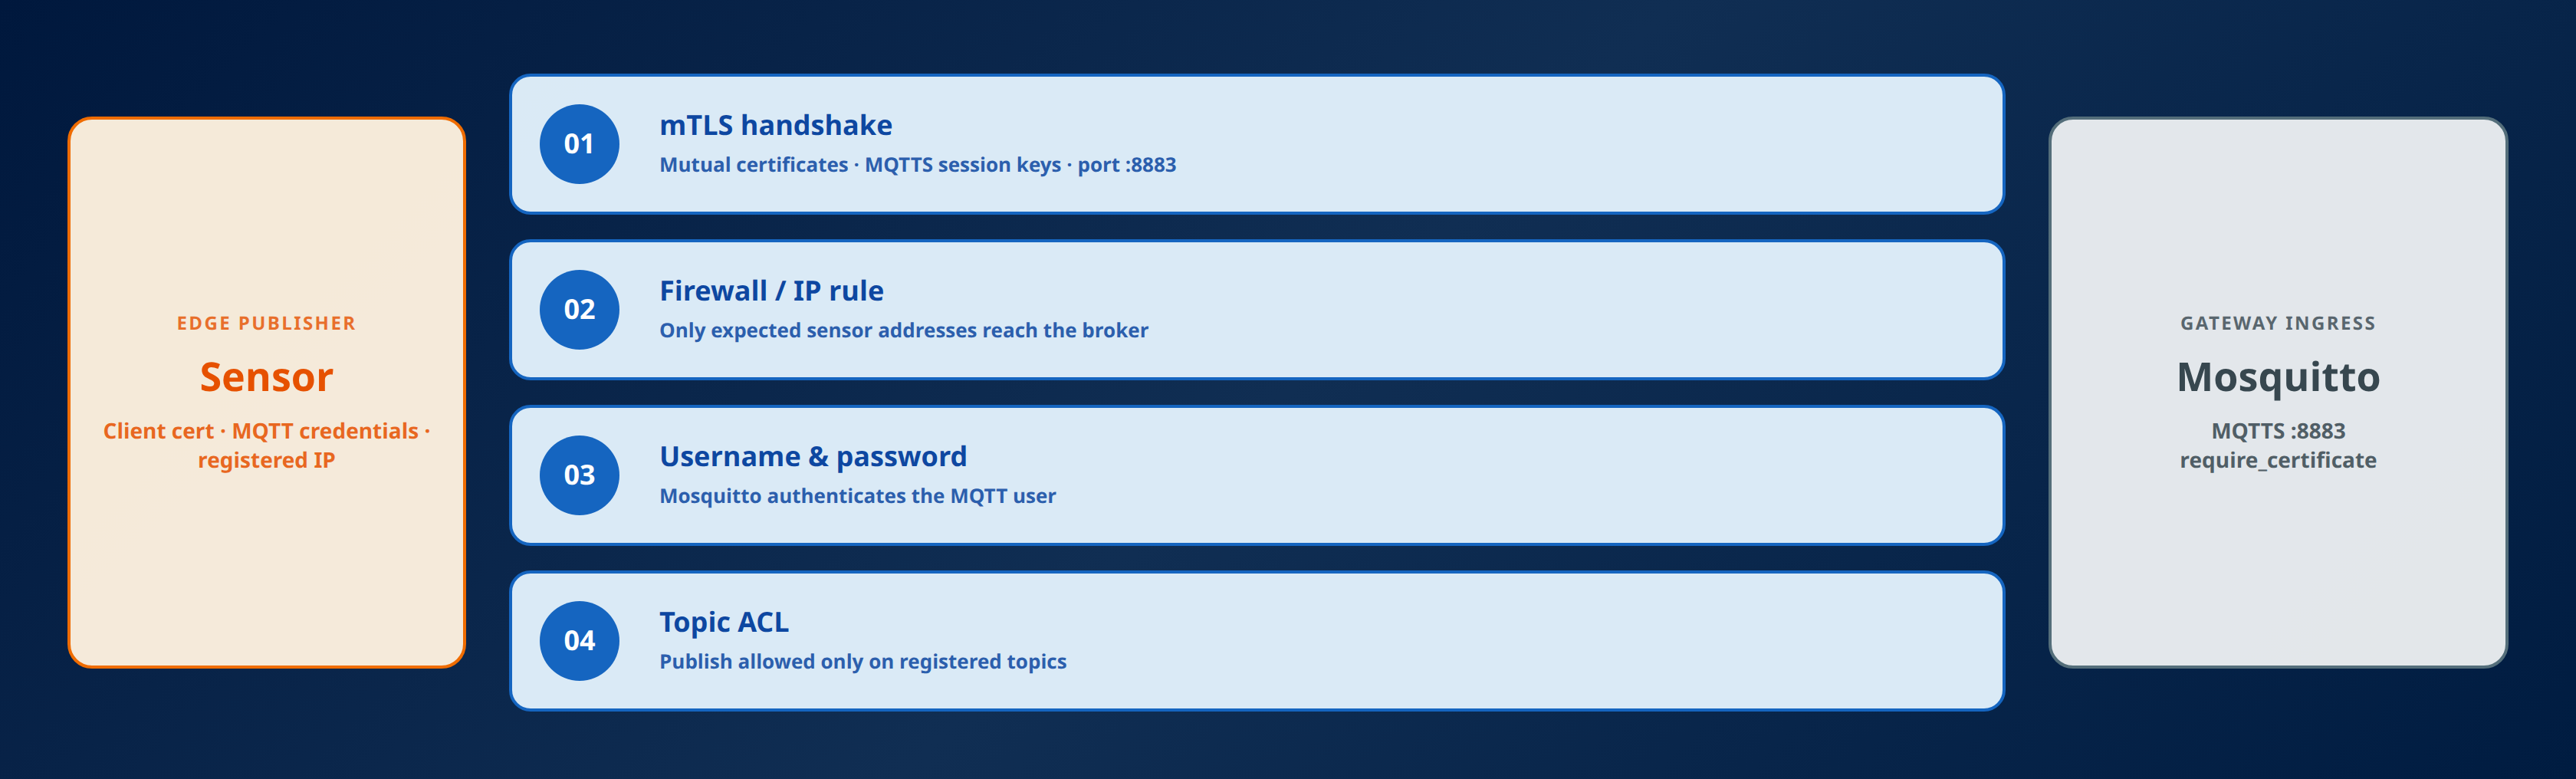 EDGE PUBLISHER
Sensor
Client cert · MQTT credentials ·
registered IP
01
mTLS handshake
Mutual certificates · MQTTS session keys · port :8883
02
Firewall / IP rule
Only expected sensor addresses reach the broker
03
Username & password
Mosquitto authenticates the MQTT user
04
Topic ACL
Publish allowed only on registered topics
GATEWAY INGRESS
Mosquitto
MQTTS :8883
require_certificate